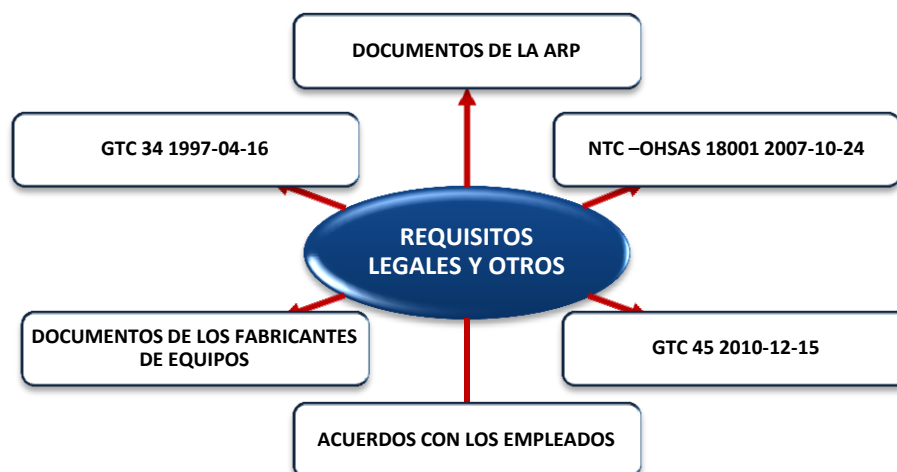 DOCUMENTOS DE LA ARP
GTC 34 1997-04-16
NTC –OHSAS 18001 2007-10-24
REQUISITOS
LEGALES Y OTROS
DOCUMENTOS DE LOS FABRICANTES
DE EQUIPOS
GTC 45 2010-12-15
ACUERDOS CON LOS EMPLEADOS